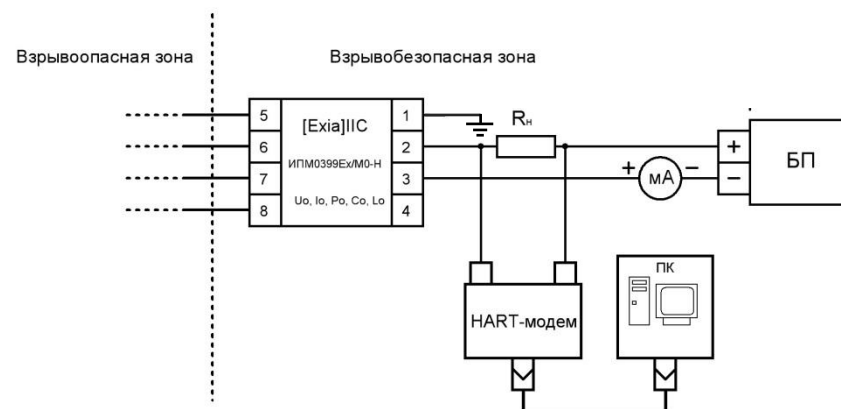 Взрывоопасная зона
Взрывобезопасная зона
5
6
7
8
[Exia]IIC
ИПМ0399Ex/M0-H
Uo, Io, Po, Co, Lo
1
2
3
4
Rн
+
мА
−
+
−
БП
HART-модем
ПК